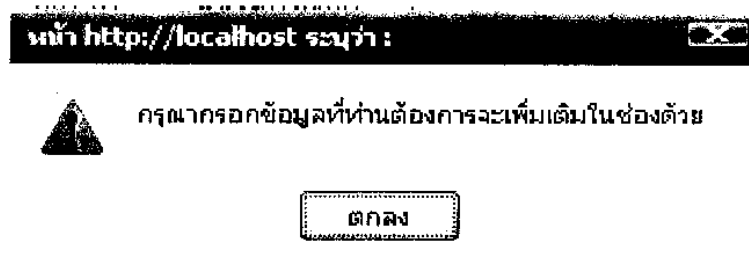 หน้า http://localhost ระบุว่า :
กรุณากรอกข้อมูลที่ท่านต้องการจะเพิ่มเติมในช่องด้วย
ตกลง